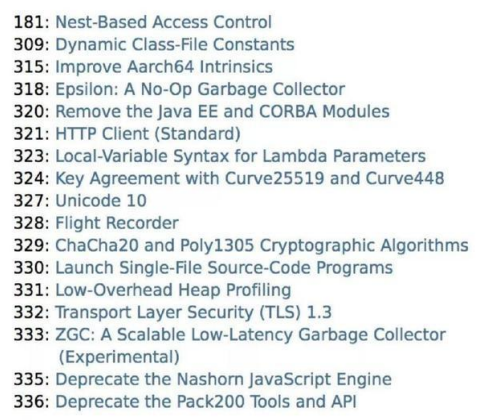 181: Nest-Based Access Control
309: Dynamic Class-File Constants
315: Improve Aarch64 Intrinsics
318: Epsilon: A No-Op Garbage Collector
320: Remove the Java EE and CORBA Modules
321: HTTP Client (Standard)
323: Local-Variable Syntax for Lambda Parameters
324: Key Agreement with Curve25519 and Curve448
327: Unicode 10
328: Flight Recorder
329: ChaCha20 and Poly1305 Cryptographic Algorithms
330: Launch Single-File Source-Code Programs
331: Low-Overhead Heap Profiling
332: Transport Layer Security (TLS) 1.3
333: ZGC: A Scalable Low-Latency Garbage Collector
(Experimental)
335: Deprecate the Nashorn JavaScript Engine
336: Deprecate the Pack200 Tools and API